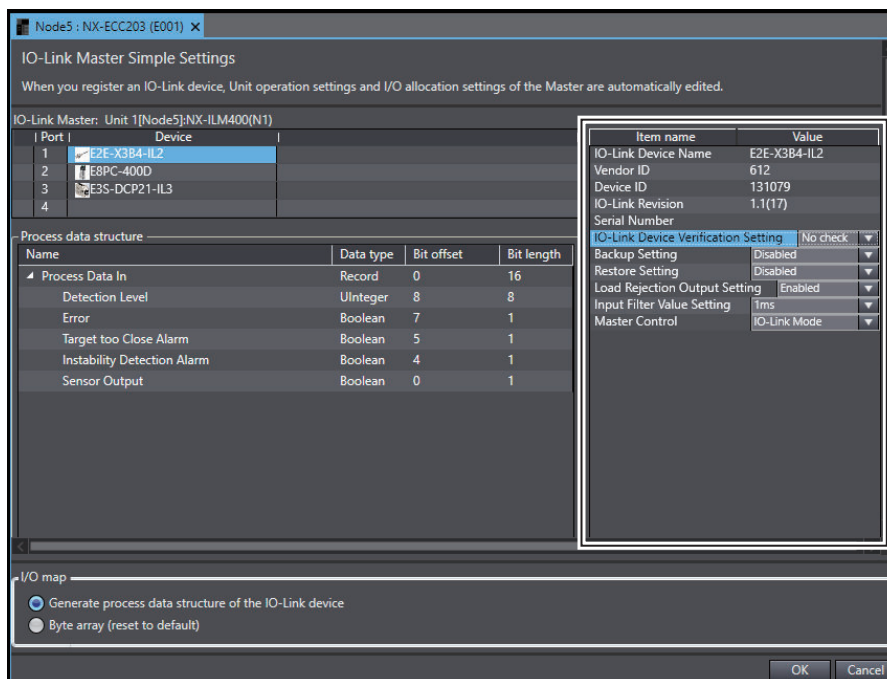 Node5 : NX-ECC203 (E001) ×
IO-Link Master Simple Settings
When you register an IO-Link device, Unit operation settings and I/O allocation settings of the Master are automatically edited.
IO-Link Master: Unit 1[Node5]:NX-ILM400(N1)
Port Device
1 E2E-X3B4-IL2
2 E8PC-400D
3 E3S-DCP21-IL3
4
Process data structure
Name Data type Bit offset Bit length
Process Data In Record 0 16
Detection Level UInteger 8 8
Error Boolean 7 1
Target too Close Alarm Boolean 5 1
Instability Detection Alarm Boolean 4 1
Sensor Output Boolean 0 1
Item name Value
IO-Link Device Name E2E-X3B4-IL2
Vendor ID 612
Device ID 131079
IO-Link Revision 1.1(17)
Serial Number
IO-Link Device Verification Setting No check
Backup Setting Disabled
Restore Setting Disabled
Load Rejection Output Setting Enabled
Input Filter Value Setting 1ms
Master Control IO-Link Mode
I/O map
Generate process data structure of the IO-Link device
Byte array (reset to default)
OK Cancel